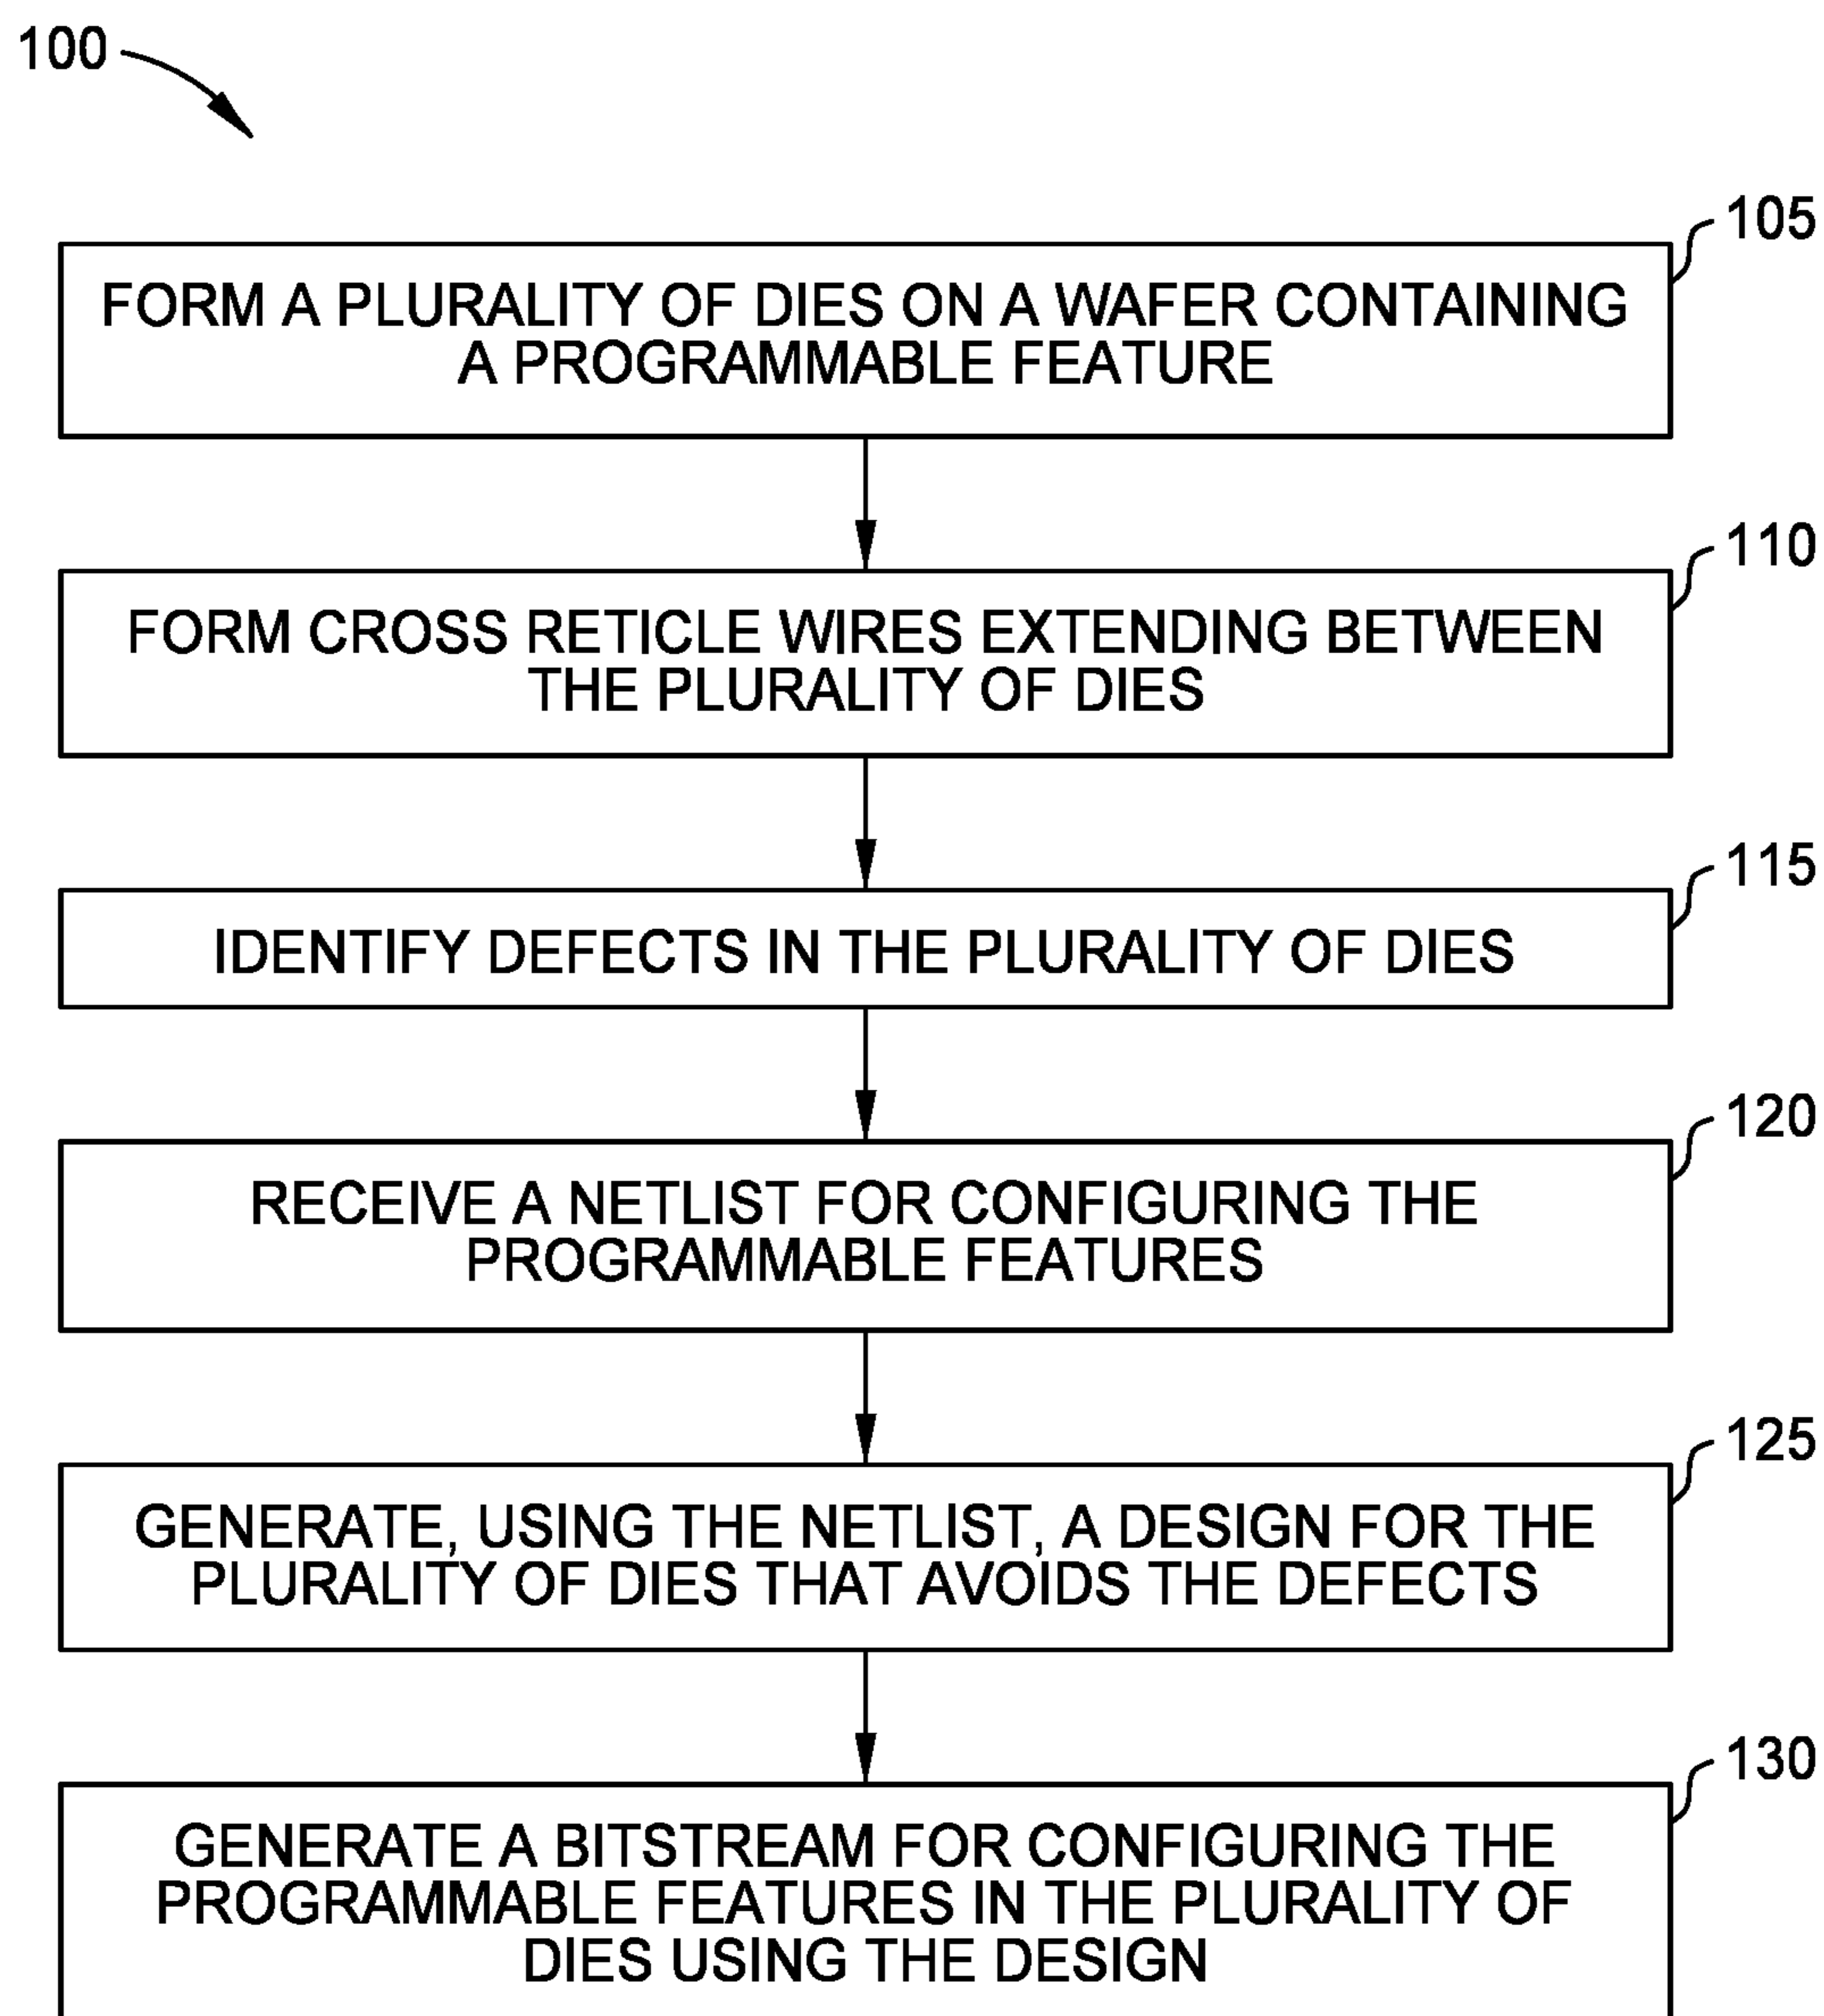 100
105
FORM A PLURALITY OF DIES ON A WAFER CONTAINING
A PROGRAMMABLE FEATURE
110
FORM CROSS RETICLE WIRES EXTENDING BETWEEN
THE PLURALITY OF DIES
115
IDENTIFY DEFECTS IN THE PLURALITY OF DIES
120
RECEIVE A NETLIST FOR CONFIGURING THE
PROGRAMMABLE FEATURES
125
GENERATE, USING THE NETLIST, A DESIGN FOR THE
PLURALITY OF DIES THAT AVOIDS THE DEFECTS
130
GENERATE A BITSTREAM FOR CONFIGURING THE
PROGRAMMABLE FEATURES IN THE PLURALITY OF
DIES USING THE DESIGN